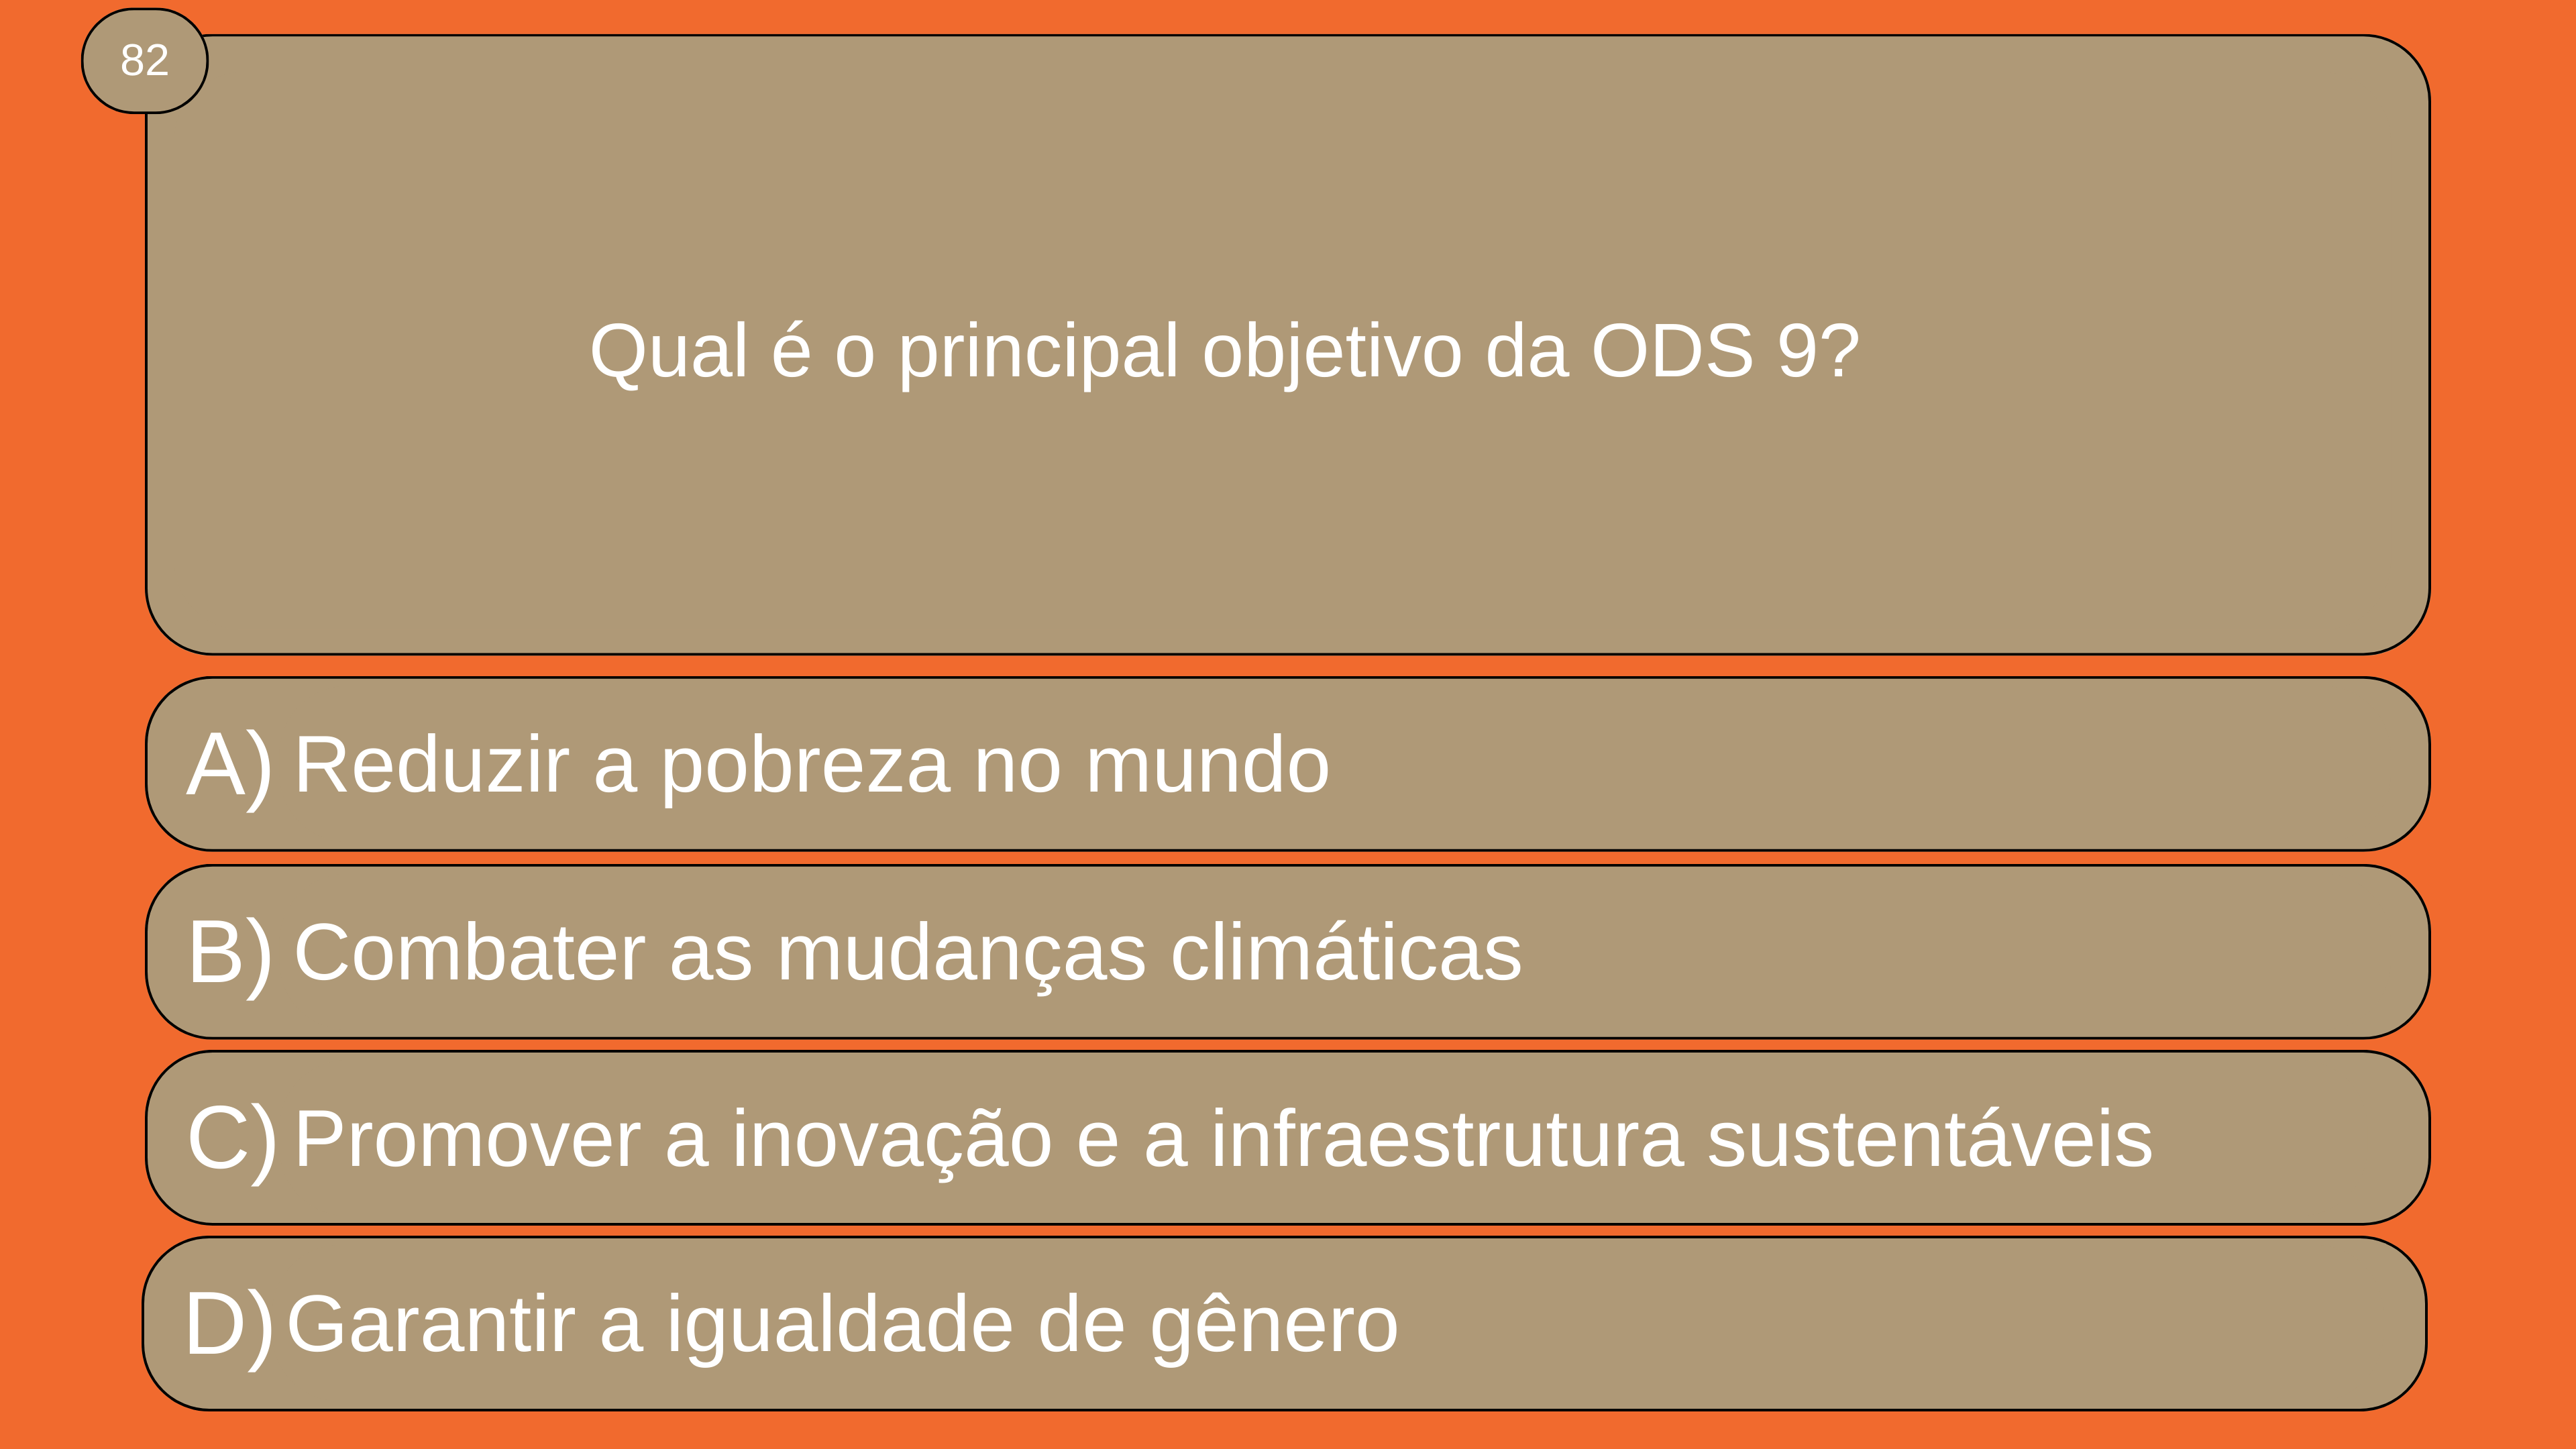 82
Qual é o principal objetivo da ODS 9?
A) Reduzir a pobreza no mundo
B) Combater as mudanças climáticas
C) Promover a inovação e a infraestrutura sustentáveis
D) Garantir a igualdade de gênero